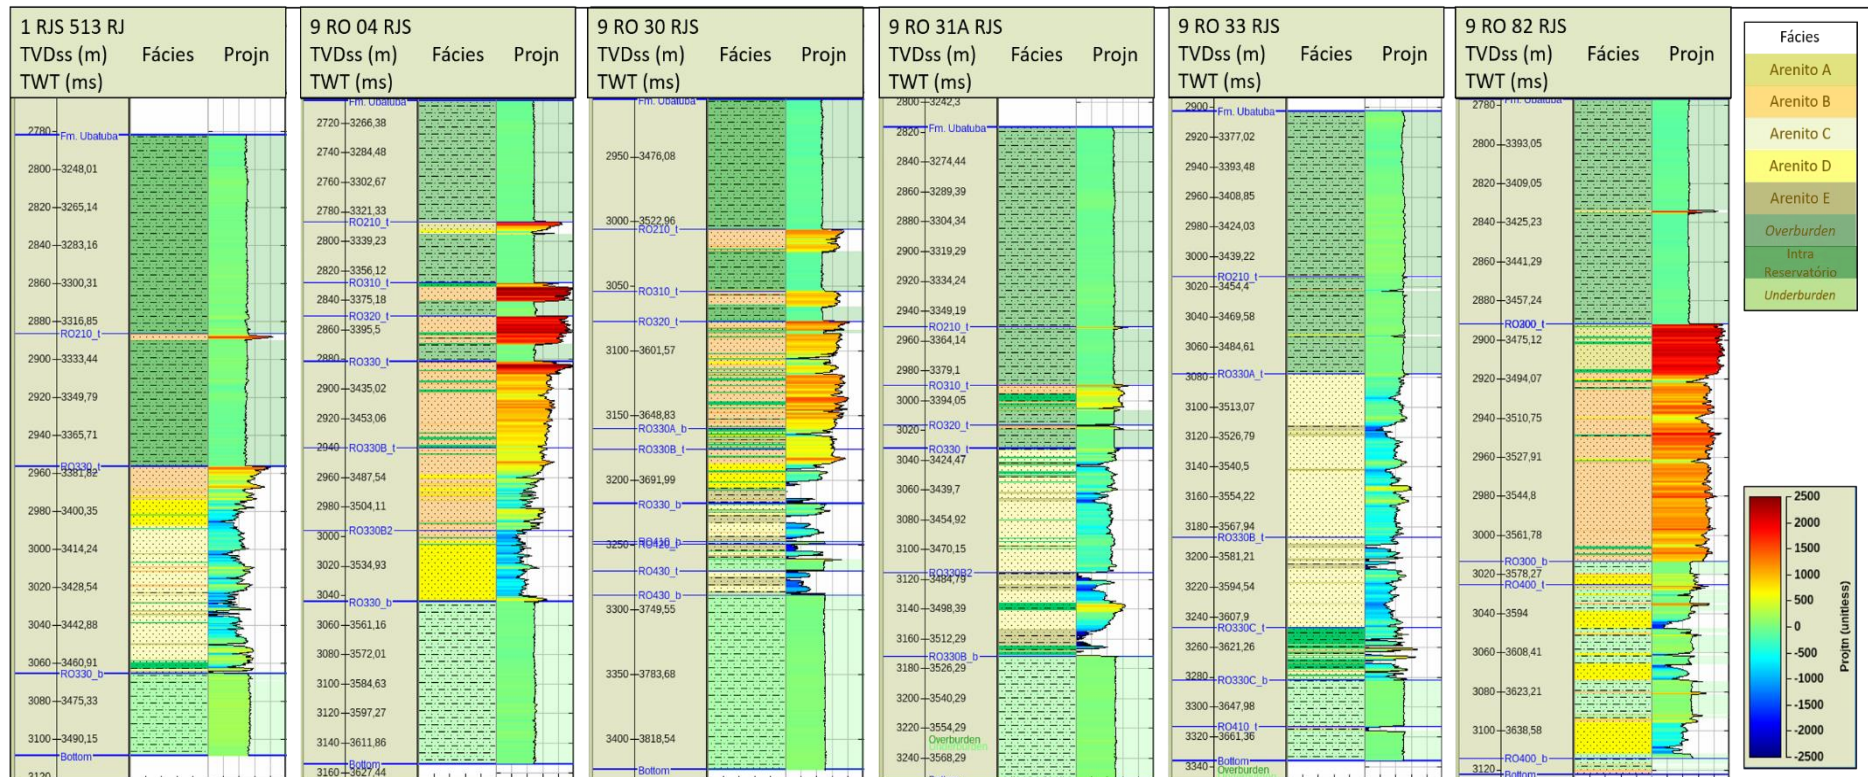 1 RJS 513 RJ
TVDss (m) Fácies Projn
TWT (ms)
2780
Fm. Ubatuba
2800 3248,01
2820 3265,14
2840 3283,16
2860 3300,31
2880 3316,85
RO210_t
2900 3333,44
2920 3349,79
2940 3365,71
RO330_t
2960 3381,82
2980 3400,35
3000 3414,24
3020 3428,54
3040 3442,88
3060 3460,91
RO330_b
3080 3475,33
3100 3490,15
Bottom
3120
9 RO 04 RJS
TVDss (m) Fácies Projn
TWT (ms)
Fm. Ubatuba
2720 3266,38
2740 3284,48
2760 3302,67
2780 3321,33
RO210_t
2800 3339,23
2820 3356,12
RO310_t
2840 3375,18
RO320_t
2860 3395,5
2880
RO330_t
2900 3435,02
2920 3453,06
2940
RO330B_t
2960 3487,54
2980 3504,11
RO330B2
3000
3020 3534,93
3040
RO330_b
3060 3561,16
3080 3572,01
3100 3584,63
3120 3597,27
3140 3611,86
Bottom
3160 3627,44
9 RO 30 RJS
TVDss (m) Fácies Projn
TWT (ms)
Fm. Ubatuba
2950 3476,08
3000 3522,96
RO210_t
3050
RO310_t
RO320_t
3100 3601,57
3150 3648,83
RO330A_b
RO330B_t
3200 3691,99
RO330_b
RO410_b
3250
RO420_b
RO430_t
RO430_b
3300 3749,55
3350 3783,68
3400 3818,54
Bottom
9 RO 31A RJS
TVDss (m) Fácies Projn
TWT (ms)
2800 3242,3
2820
Fm. Ubatuba
2840 3274,44
2860 3289,39
2880 3304,34
2900 3319,29
2920 3334,24
2940 3349,19
RO210_t
2960 3364,14
2980 3379,1
RO310_t
3000 3394,05
RO320_t
3020
RO330_t
3040 3424,47
3060 3439,7
3080 3454,92
3100 3470,15
RO330B2
3120 3484,79
3140 3498,39
3160 3512,29
RO330B_b
3180 3526,29
3200 3540,29
3220 3554,29
Overburden
Underburden
3240 3568,29
9 RO 33 RJS
TVDss (m) Fácies Projn
TWT (ms)
2900
Fm. Ubatuba
2920 3377,02
2940 3393,48
2960 3408,85
2980 3424,03
3000 3439,22
RO210_t
3020 3454,4
3040 3469,58
3060 3484,61
RO330A_t
3080
3100 3513,07
3120 3526,79
3140 3540,5
3160 3554,22
3180 3567,94
RO330B_t
3200 3581,21
3220 3594,54
3240 3607,9
RO330C_t
3260 3621,26
3280
RO330C_b
3300 3647,98
RO410_t
3320 3661,36
Bottom
3340
Overburden
9 RO 82 RJS
TVDss (m) Fácies Projn
TWT (ms)
2780
Fm. Ubatuba
2800 3393,05
2820 3409,05
2840 3425,23
2860 3441,29
2880 3457,24
RO300_t
2900 3475,12
2920 3494,07
2940 3510,75
2960 3527,91
2980 3544,8
3000 3561,78
RO300_b
3020 3578,27
RO400_t
3040 3594
3060 3608,41
3080 3623,21
3100 3638,58
RO400_b
3120
Bottom
Fácies
Arenito A
Arenito B
Arenito C
Arenito D
Arenito E
Overburden
Intra
Reservatório
Underburden
2500
2000
1500
1000
500
0
-500
-1000
-1500
-2000
-2500
Projn (unitless)